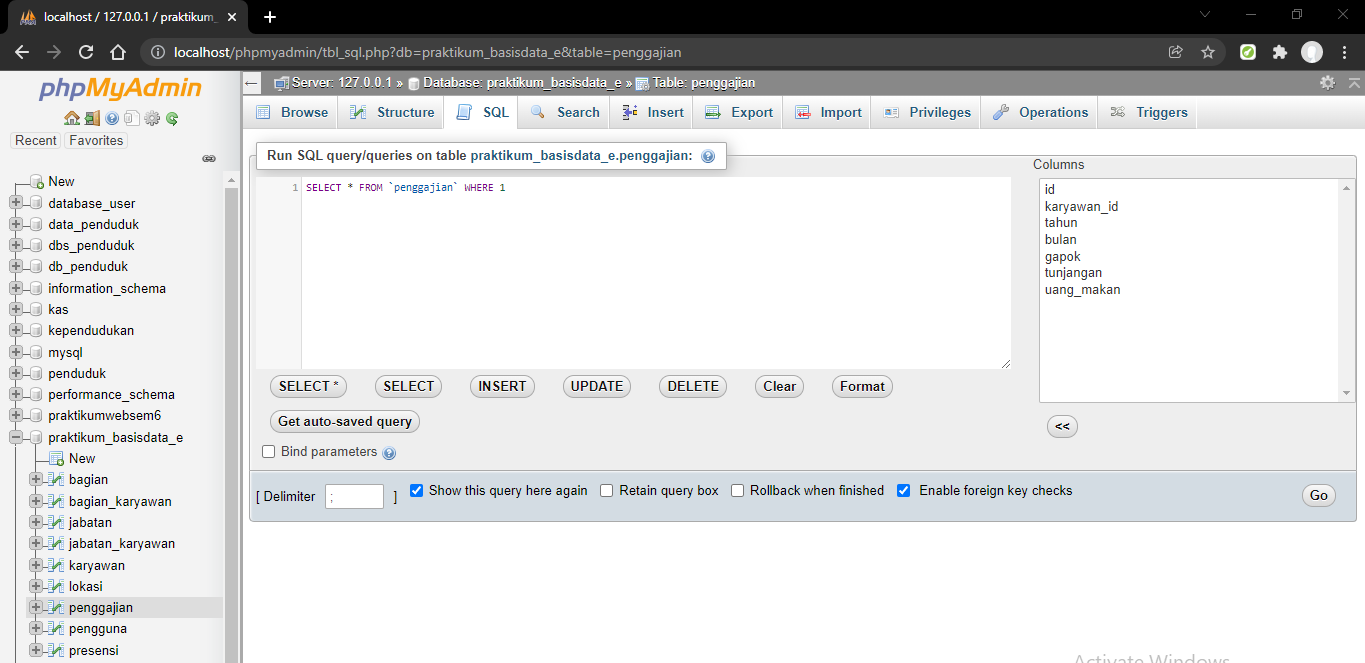 localhost / 127.0.0.1 / praktikum_
localhost/phpmyadmin/tbl_sql.php?db=praktikum_basisdata_e&table=penggajian
phpMyAdmin
Recent Favorites
New
database_user
data_penduduk
dbs_penduduk
db_penduduk
information_schema
kas
kependudukan
mysql
penduduk
performance_schema
praktikumwebsem6
praktikum_basisdata_e
New
bagian
bagian_karyawan
jabatan
jabatan_karyawan
karyawan
lokasi
penggajian
pengguna
presensi
Server: 127.0.0.1 » Database: praktikum_basisdata_e » Table: penggajian
Browse Structure SQL Search Insert Export Import Privileges Operations Triggers
Run SQL query/queries on table praktikum_basisdata_e.penggajian:
1 SELECT * FROM `penggajian` WHERE 1
Columns
id
karyawan_id
tahun
bulan
gapok
tunjangan
uang_makan
SELECT * SELECT INSERT UPDATE DELETE Clear Format
Get auto-saved query
<<
Bind parameters
[ Delimiter ; ] Show this query here again Retain query box Rollback when finished Enable foreign key checks
Go
Activate Windows